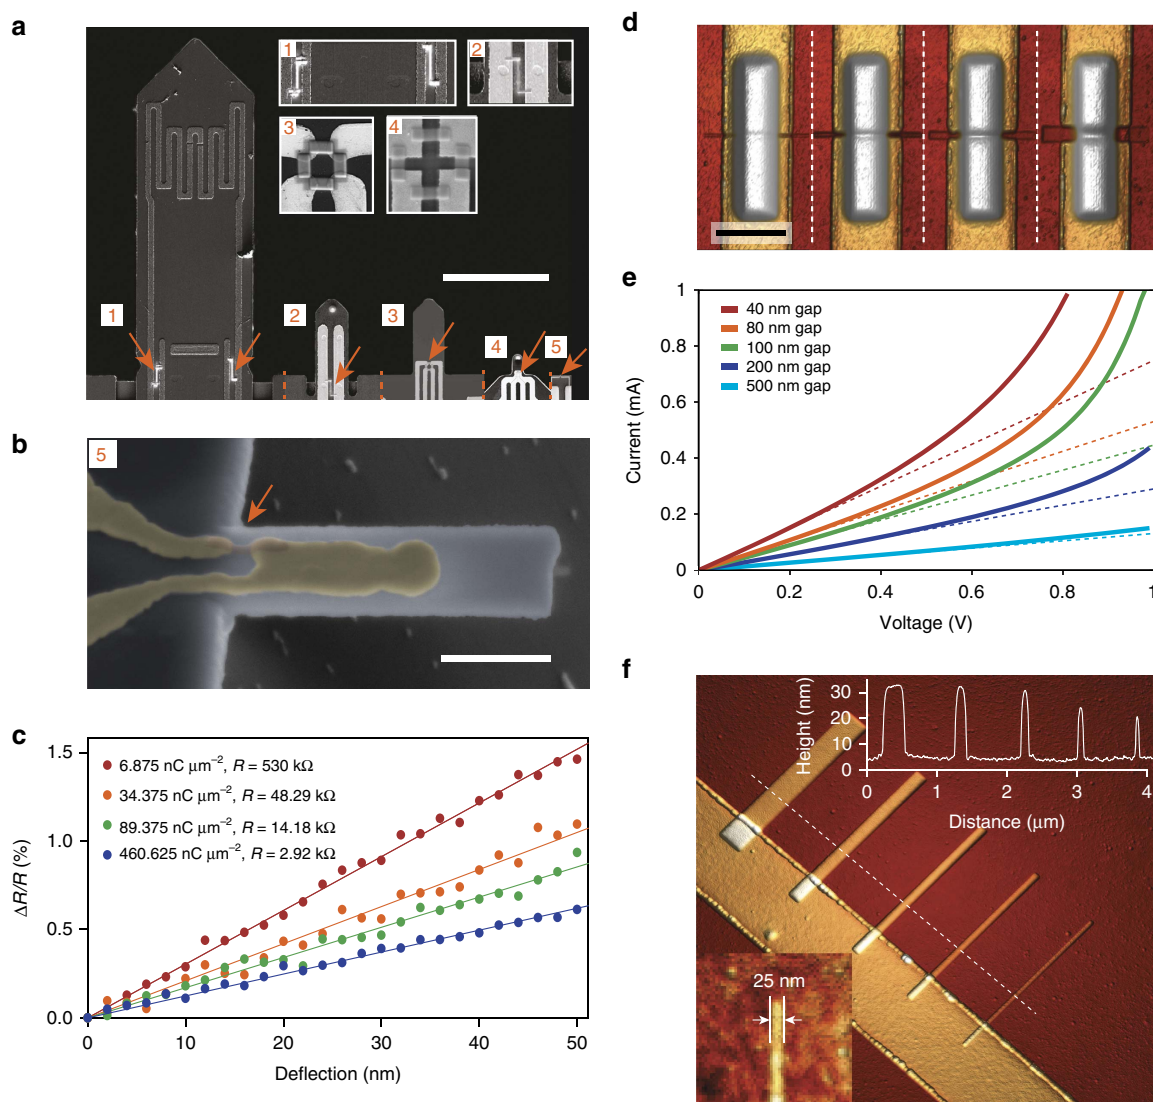 a
1
2
3
4
1
2
3
4
5
b
5
c
ΔR/R (%)
1.5
1.0
0.5
0.0
6.875 nC μm⁻², R = 530 kΩ
34.375 nC μm⁻², R = 48.29 kΩ
89.375 nC μm⁻², R = 14.18 kΩ
460.625 nC μm⁻², R = 2.92 kΩ
0 10 20 30 40 50
Deflection (nm)
d
e
Current (mA)
1
0.8
0.6
0.4
0.2
0
40 nm gap
80 nm gap
100 nm gap
200 nm gap
500 nm gap
0 0.2 0.4 0.6 0.8 1
Voltage (V)
f
Height (nm)
30
20
10
0
0 1 2 3 4
Distance (μm)
25 nm